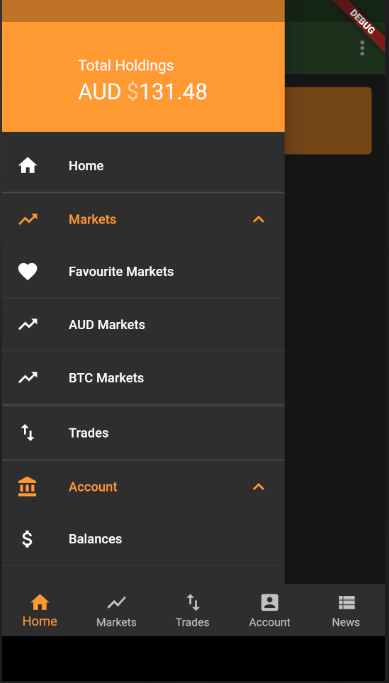 DEBUG
Total Holdings
AUD $131.48
Home
Markets
Favourite Markets
AUD Markets
BTC Markets
Trades
Account
Balances
Home
Markets
Trades
Account
News